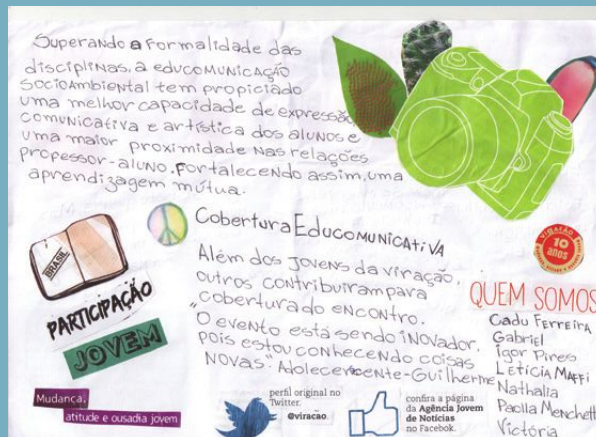 Superando a formalidade das
disciplinas, a educomunicação
socioambiental tem propiciado
uma melhor capacidade de expressão
comunicativa e artística dos alunos e
uma maior proximidade nas relações
professor-aluno. Fortalecendo assim, uma
aprendizagem mútua.
BRASIL
PARTICIPAÇÃO
JOVEM
Mudança,
atitude e ousadia jovem
Cobertura Educomunicativa
Além dos jovens da viração,
outros contribuiram para
cobertura do encontro.
"O evento está sendo inovador,
pois estou conhecendo coisas
novas." Adolecente-Guilherme
perfil original no
Twitter.
@viracao.
confira a página
da Agência Jovem
de Notícias
no Facebok.
VIRAÇÃO
10
anos
QUEM SOMOS
Cadu Ferreira
Gabriel
igor Pires
Letícia Maffi
Nathalia
Paolla Menchett
Victória